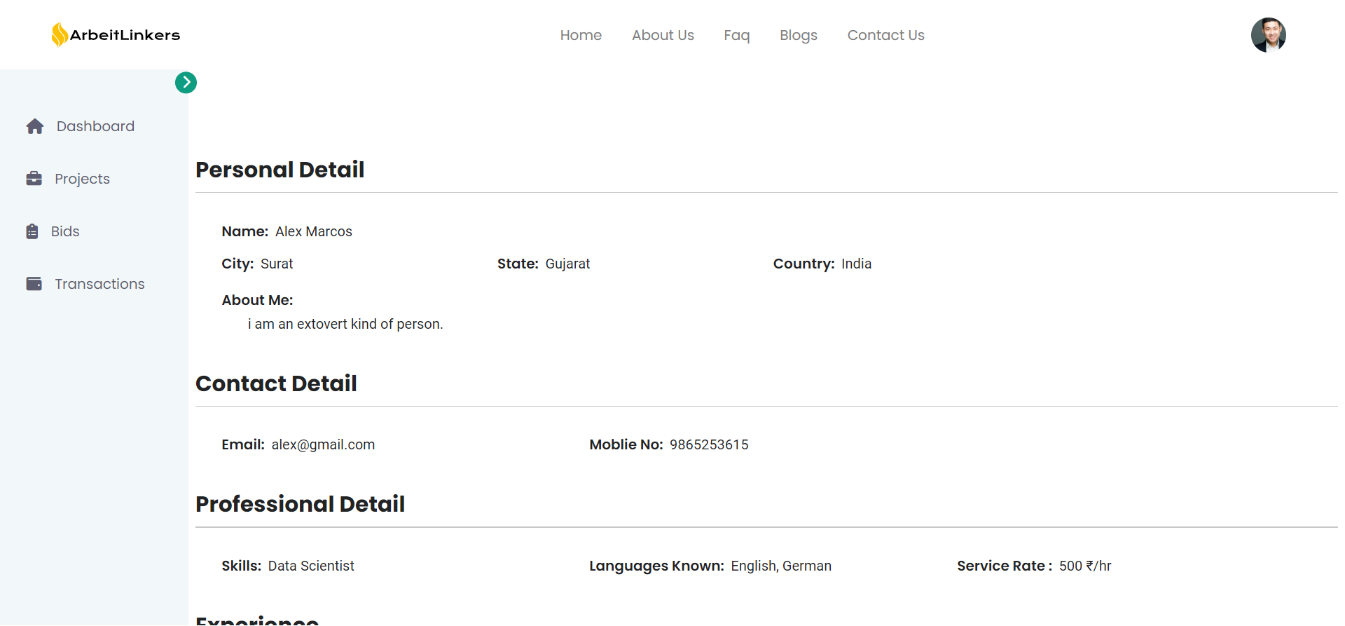 ArbeitLinkers
Home About Us Faq Blogs Contact Us
Dashboard
Projects
Bids
Transactions
Personal Detail
Name: Alex Marcos
City: Surat State: Gujarat Country: India
About Me:
i am an extovert kind of person.
Contact Detail
Email: alex@gmail.com Moblie No: 9865253615
Professional Detail
Skills: Data Scientist Languages Known: English, German Service Rate : 500 ₹/hr
Experience